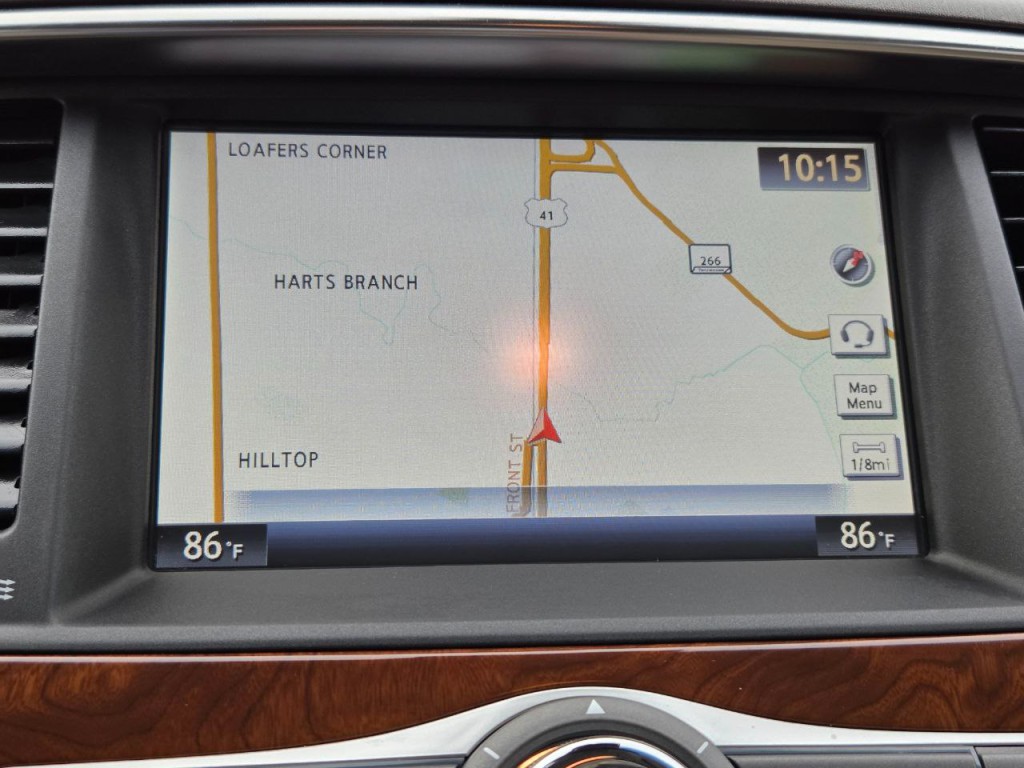 LOAFERS CORNER
10:15
41
266
HARTS BRANCH
Map
Menu
HILLTOP
FRONT ST
1/8mi
86°F
86°F